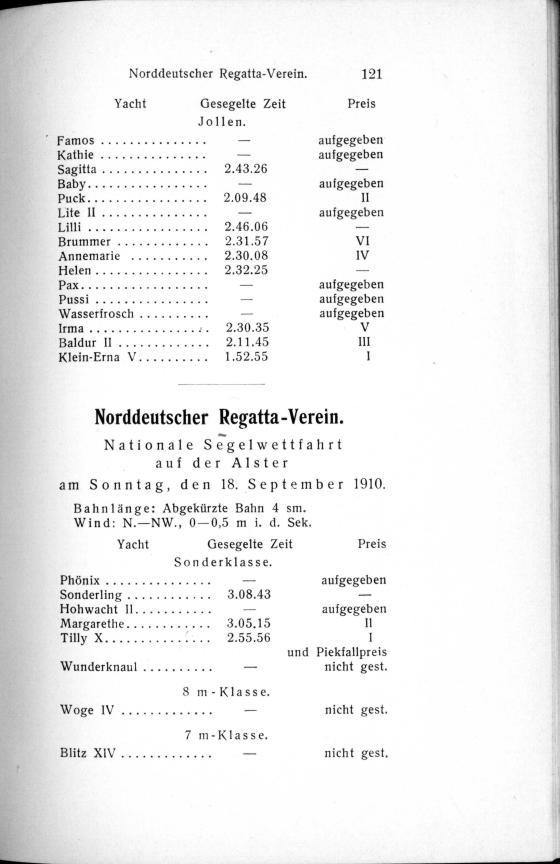 Norddeutscher Regatta-Verein. 121
Yacht Gesegelte Zeit Preis
Jollen.
Famos ............... — aufgegeben
Kathie ............... — aufgegeben
Sagitta ............... 2.43.26 —
Baby................. — aufgegeben
Puck................. 2.09.48 II
Lite II ............... — aufgegeben
Lilli ................. 2.46.06 —
Brummer ............. 2.31.57 VI
Annemarie ........... 2.30.08 IV
Helen ................ 2.32.25 —
Pax.................. — aufgegeben
Pussi ................ — aufgegeben
Wasserfrosch .......... — aufgegeben
Irma ................. 2.30.35 V
Baldur II ............. 2.11.45 III
Klein-Erna V.......... 1.52.55 I
Norddeutscher Regatta-Verein.
Nationale Segelwettfahrt
auf der Alster
am Sonntag, den 18. September 1910.
Bahnlänge: Abgekürzte Bahn 4 sm.
Wind: N.—NW., 0—0,5 m i. d. Sek.
Yacht Gesegelte Zeit Preis
Sonderklasse.
Phönix ............... — aufgegeben
Sonderling ............ 3.08.43 —
Hohwacht II........... — aufgegeben
Margarethe............ 3.05.15 II
Tilly X............... 2.55.56 I
und Piekfallpreis
Wunderknaul .......... — nicht gest.
8 m-Klasse.
Woge IV ............. — nicht gest.
7 m-Klasse.
Blitz XIV ............. — nicht gest.